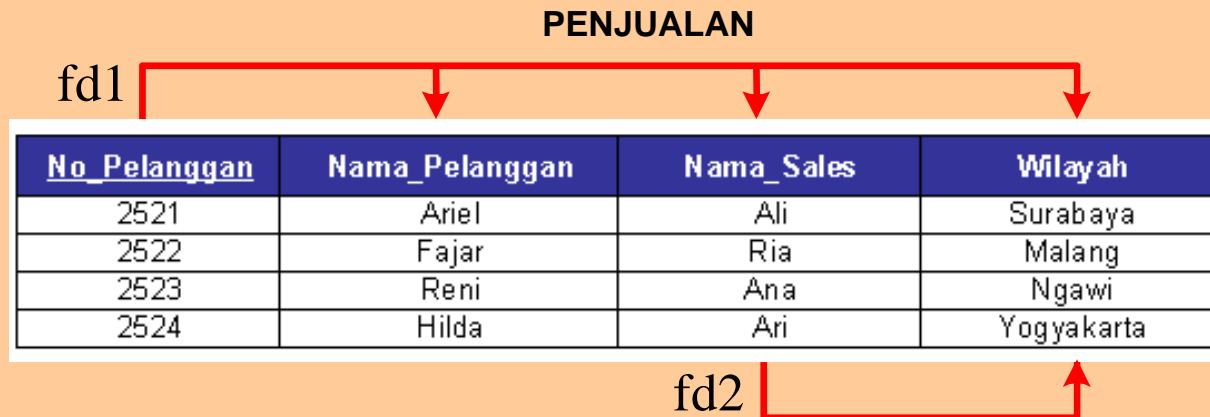 PENJUALAN
fd1
No_Pelanggan Nama_Pelanggan Nama_Sales Wilayah
2521 Ariel Ali Surabaya
2522 Fajar Ria Malang
2523 Reni Ana Ngawi
2524 Hilda Ari Yogyakarta
fd2